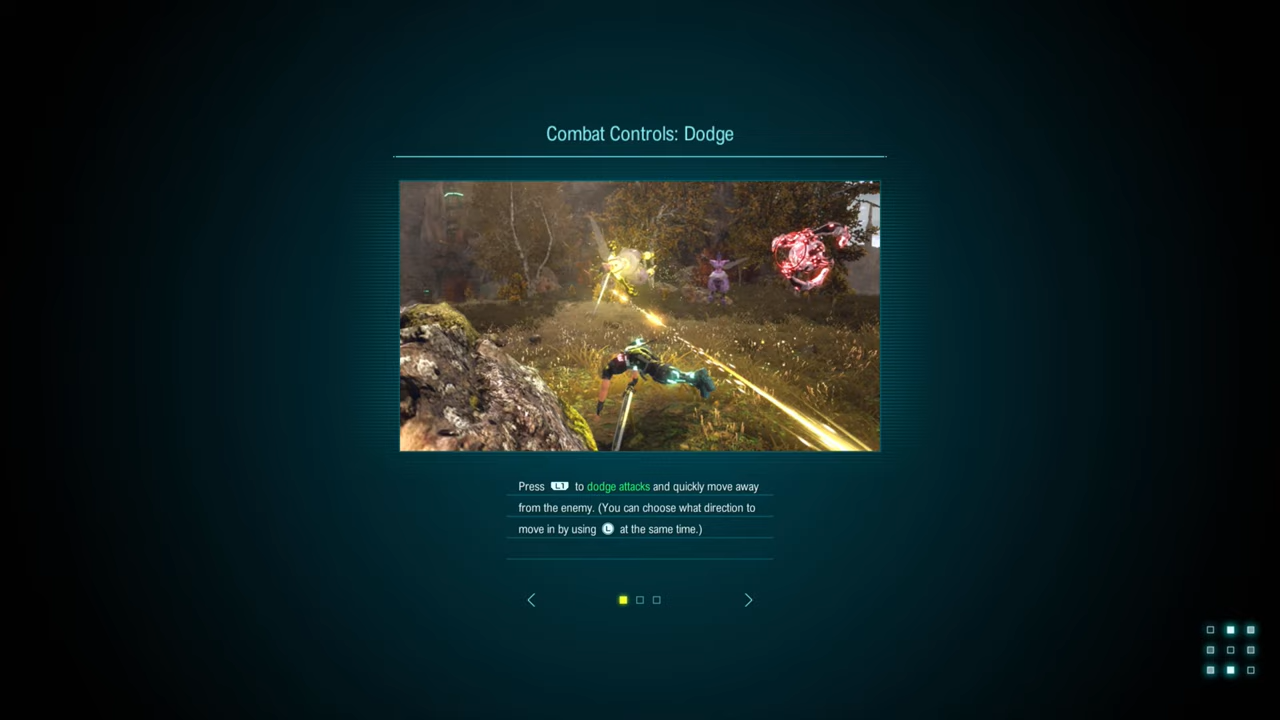 Combat Controls: Dodge
Press L1 to dodge attacks and quickly move away
from the enemy. (You can choose what direction to
move in by using L at the same time.)